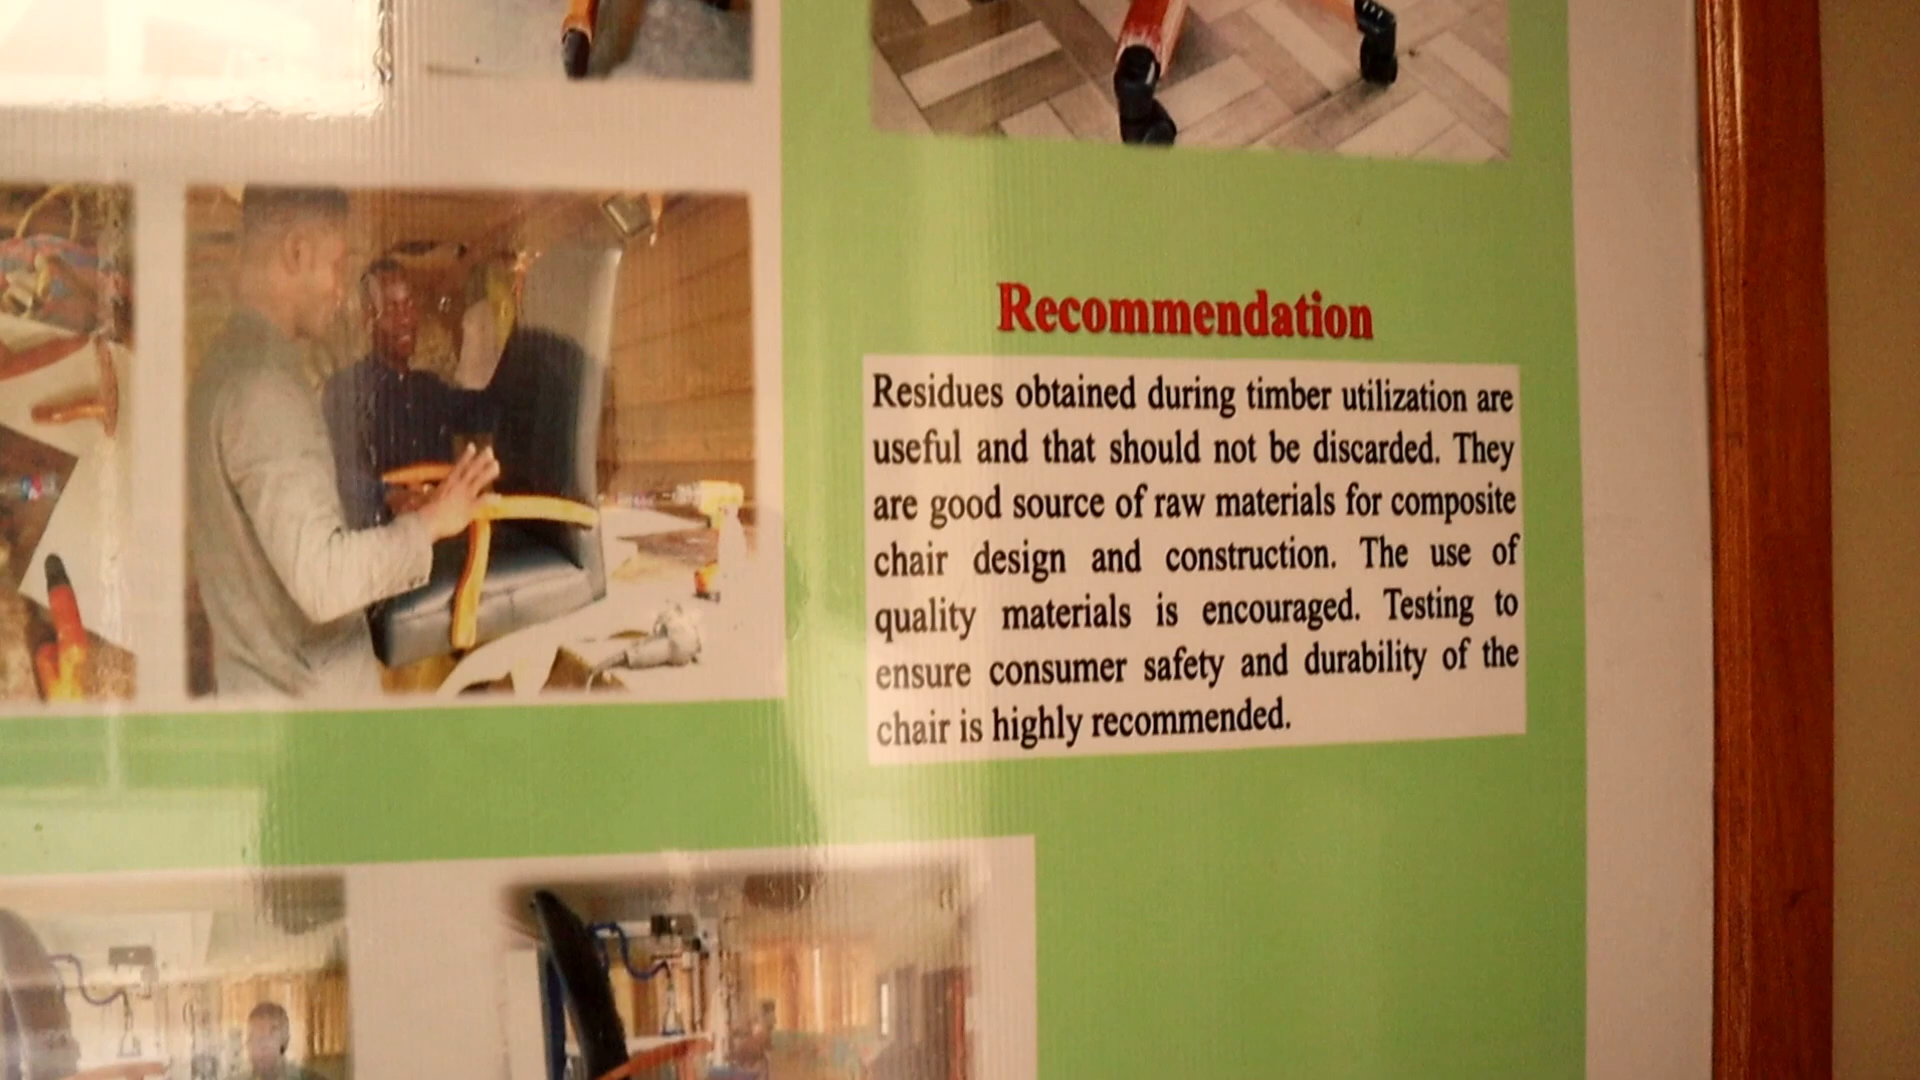 Recommendation
Residues obtained during timber utilization are
useful and that should not be discarded. They
are good source of raw materials for composite
chair design and construction. The use of
quality materials is encouraged. Testing to
ensure consumer safety and durability of the
chair is highly recommended.